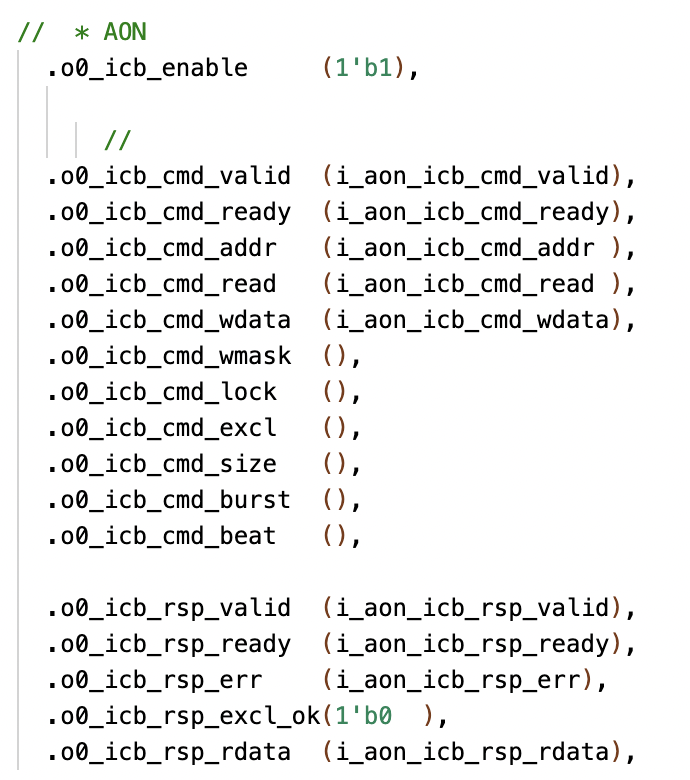 //  * AON
.o0_icb_enable     (1'b1),
//
.o0_icb_cmd_valid  (i_aon_icb_cmd_valid),
.o0_icb_cmd_ready  (i_aon_icb_cmd_ready),
.o0_icb_cmd_addr   (i_aon_icb_cmd_addr ),
.o0_icb_cmd_read   (i_aon_icb_cmd_read ),
.o0_icb_cmd_wdata  (i_aon_icb_cmd_wdata),
.o0_icb_cmd_wmask  (),
.o0_icb_cmd_lock   (),
.o0_icb_cmd_excl   (),
.o0_icb_cmd_size   (),
.o0_icb_cmd_burst  (),
.o0_icb_cmd_beat   (),
.o0_icb_rsp_valid  (i_aon_icb_rsp_valid),
.o0_icb_rsp_ready  (i_aon_icb_rsp_ready),
.o0_icb_rsp_err    (i_aon_icb_rsp_err),
.o0_icb_rsp_excl_ok(1'b0  ),
.o0_icb_rsp_rdata  (i_aon_icb_rsp_rdata),